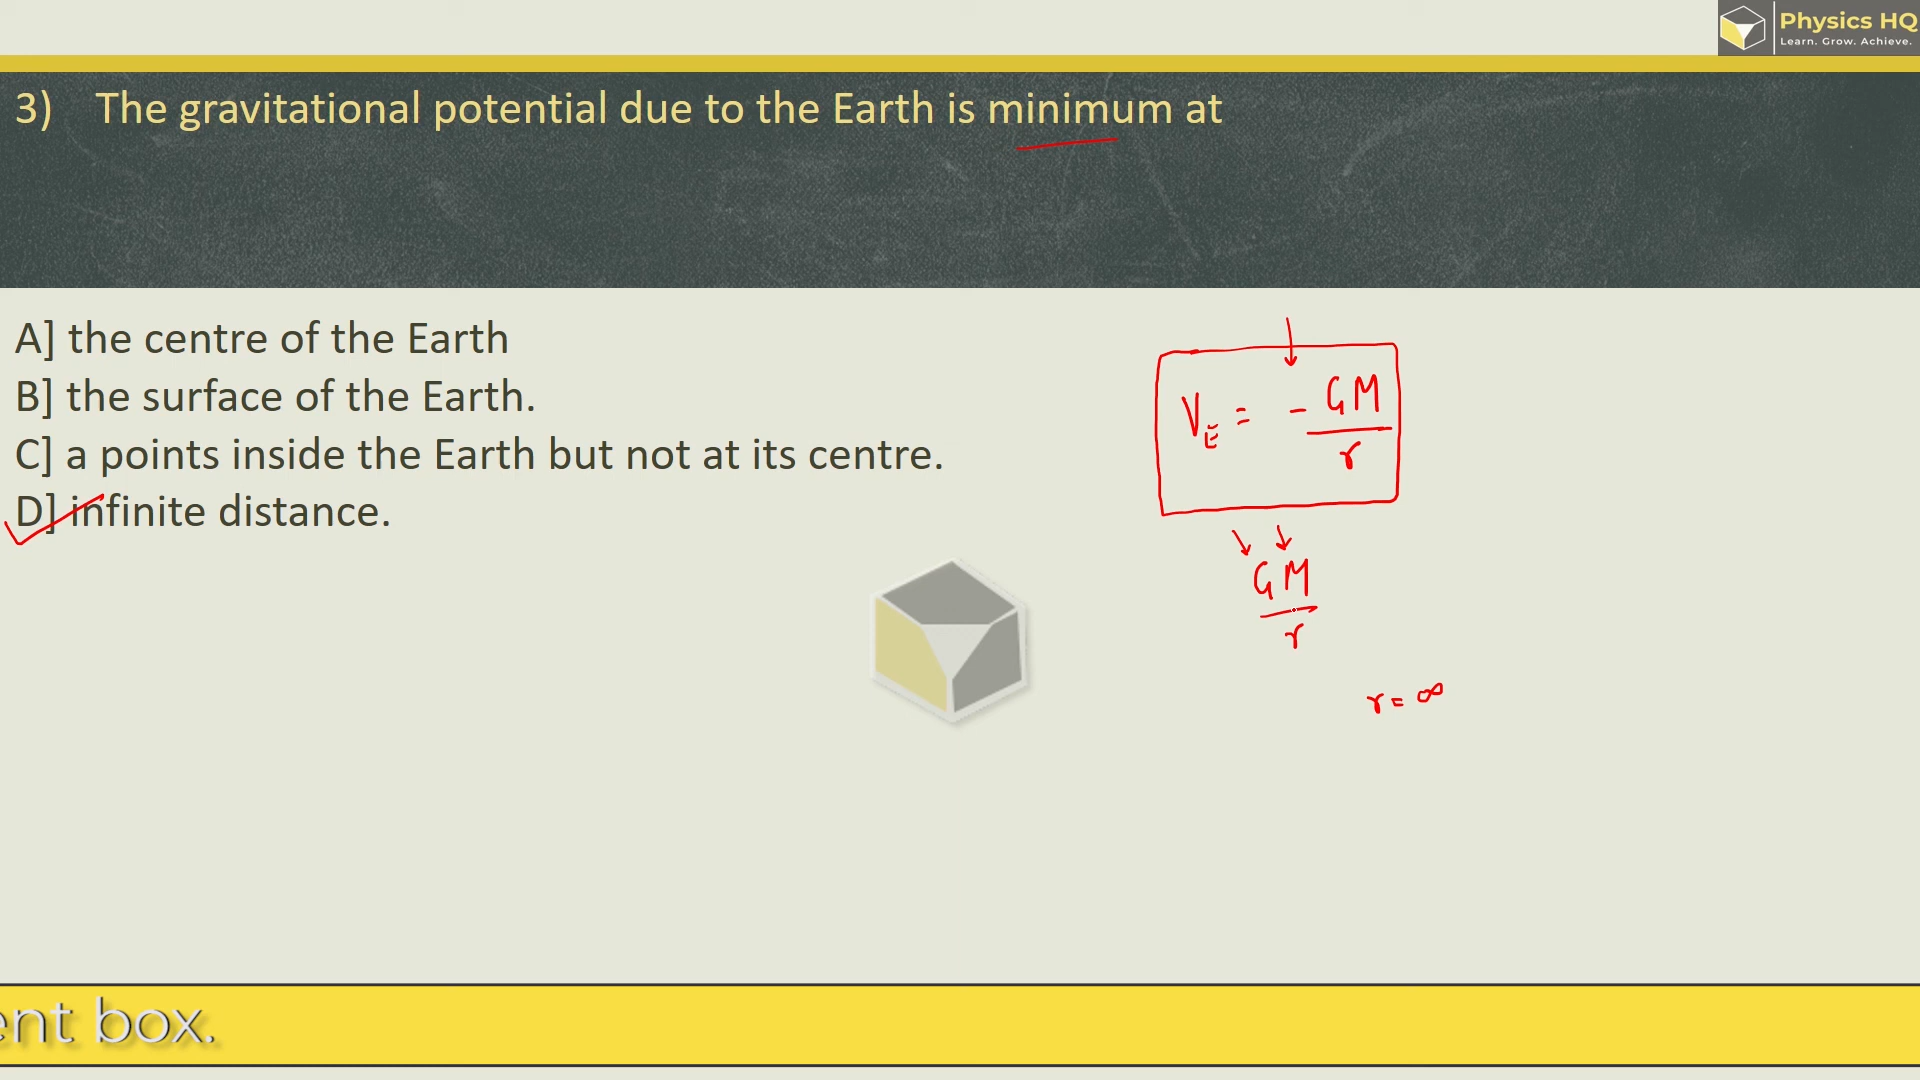 Physics HQ
Learn. Grow. Achieve.
3) The gravitational potential due to the Earth is minimum at
A] the centre of the Earth
B] the surface of the Earth.
C] a points inside the Earth but not at its centre.
D] infinite distance.
V_E = - GM/r
GM/r
r = ∞
ent box.